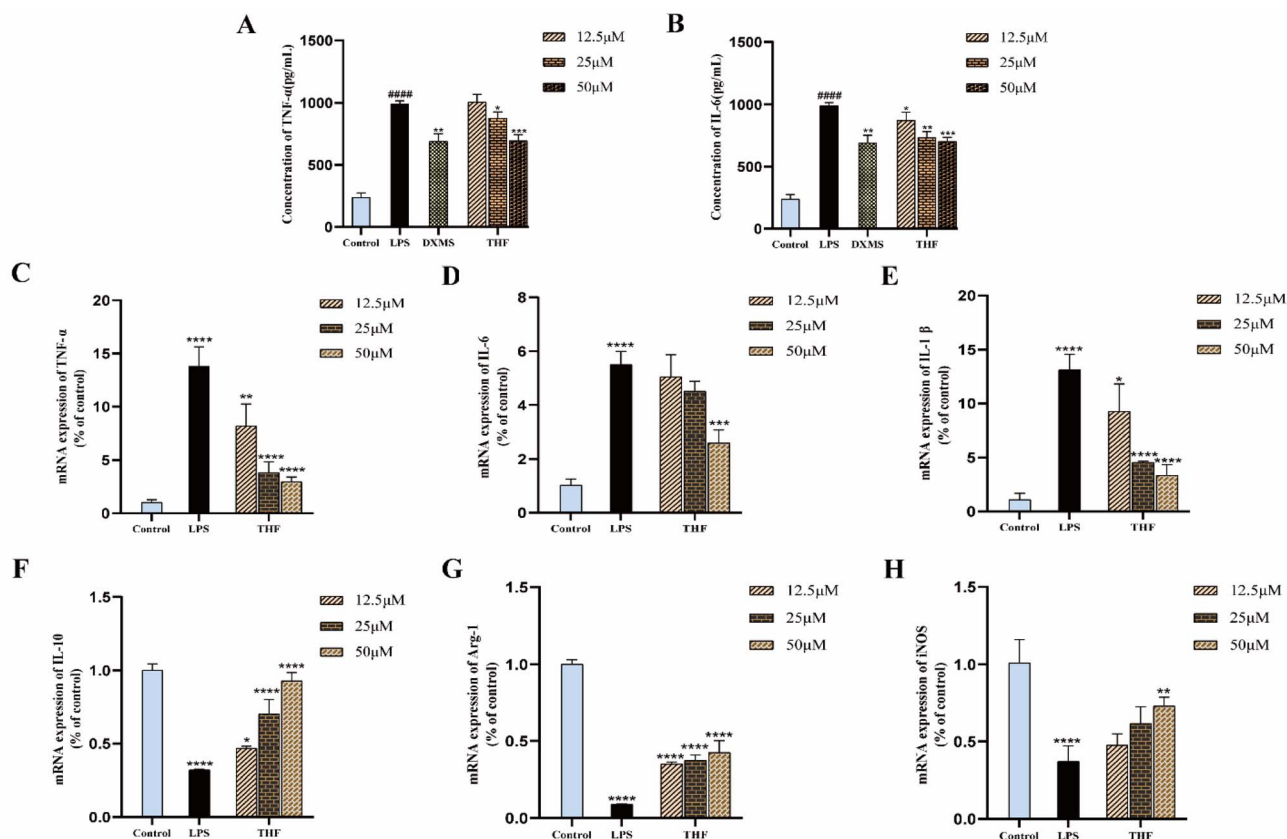 A
Concentration of TNF-α(pg/mL)
1500
1000
500
0
####
**
*
***
Control LPS DXMS THF
12.5μM
25μM
50μM
B
Concentration of IL-6(pg/mL)
1500
1000
500
0
####
**
*
**
***
Control LPS DXMS THF
12.5μM
25μM
50μM
C
mRNA expression of TNF-α
(% of control)
20
15
10
5
0
****
**
****
****
Control LPS THF
12.5μM
25μM
50μM
D
mRNA expression of IL-6
(% of control)
8
6
4
2
0
****
***
Control LPS THF
12.5μM
25μM
50μM
E
mRNA expression of IL-1 β
(% of control)
20
15
10
5
0
****
*
****
****
Control LPS THF
12.5μM
25μM
50μM
F
mRNA expression of IL-10
(% of control)
1.5
1.0
0.5
0.0
****
*
****
****
Control LPS THF
12.5μM
25μM
50μM
G
mRNA expression of Arg-1
(% of control)
1.5
1.0
0.5
0.0
****
****
****
****
Control LPS THF
12.5μM
25μM
50μM
H
mRNA expression of iNOS
(% of control)
1.5
1.0
0.5
0.0
****
**
Control LPS THF
12.5μM
25μM
50μM